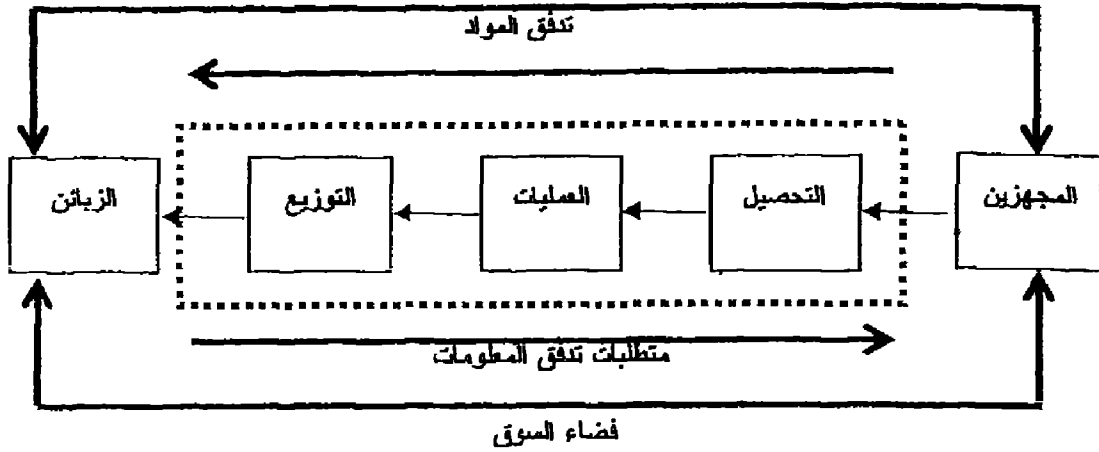 تدفق المواد
المجهزين
التحصيل
العمليات
التوزيع
الزبائن
متطلبات تدفق المعلومات
فضاء السوق